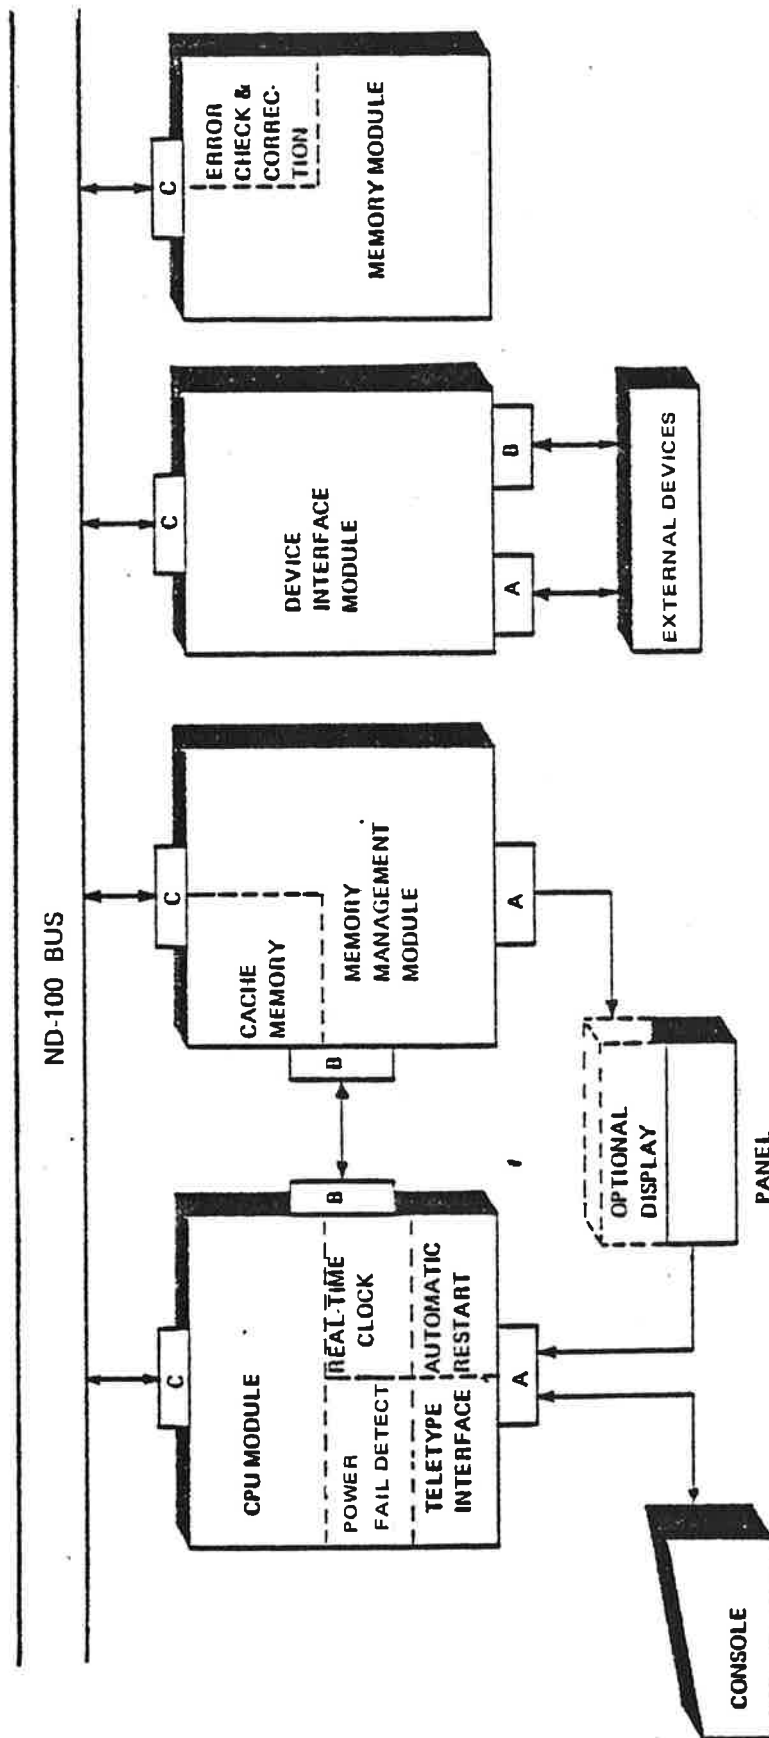 ND-100 BUS
C
CPU MODULE
POWER
FAIL DETECT
REAL-TIME
CLOCK
TELETYPE
INTERFACE
AUTOMATIC
RESTART
B
A
CONSOLE
OPTIONAL
DISPLAY
PANEL
C
CACHE
MEMORY
MEMORY
MANAGEMENT
MODULE
B
A
C
DEVICE
INTERFACE
MODULE
A
B
EXTERNAL DEVICES
C
ERROR
CHECK &
CORREC-
TION
MEMORY MODULE